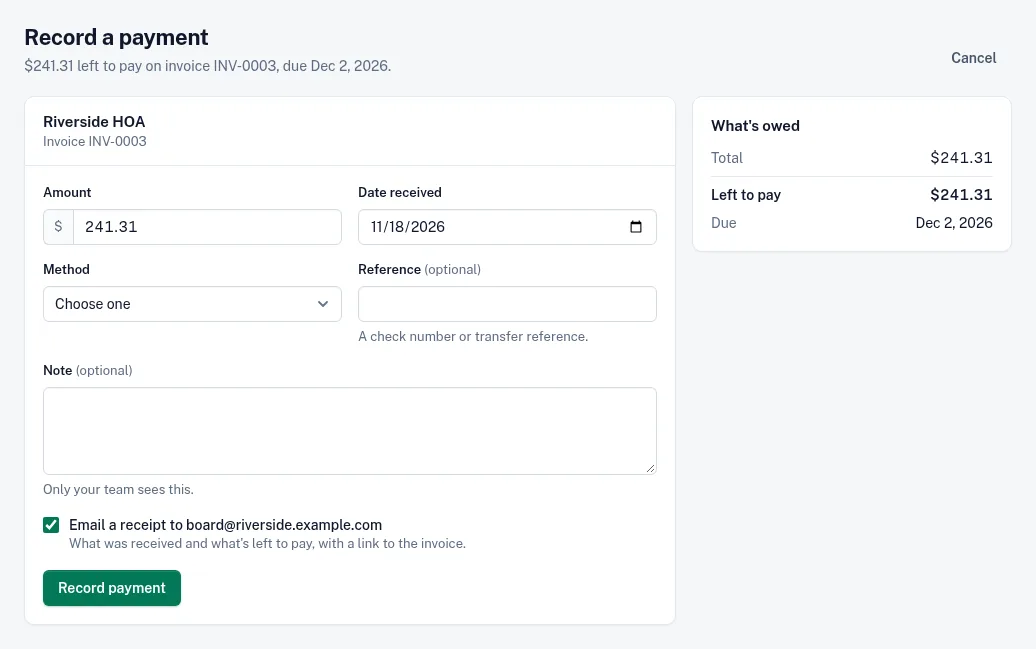 Record a payment
$241.31 left to pay on invoice INV-0003, due Dec 2, 2026.
Cancel
Riverside HOA
Invoice INV-0003
Amount
Date received
$ 241.31
11/18/2026
Method
Reference (optional)
Choose one
A check number or transfer reference.
Note (optional)
Only your team sees this.
Email a receipt to board@riverside.example.com
What was received and what's left to pay, with a link to the invoice.
Record payment
What's owed
Total $241.31
Left to pay $241.31
Due Dec 2, 2026